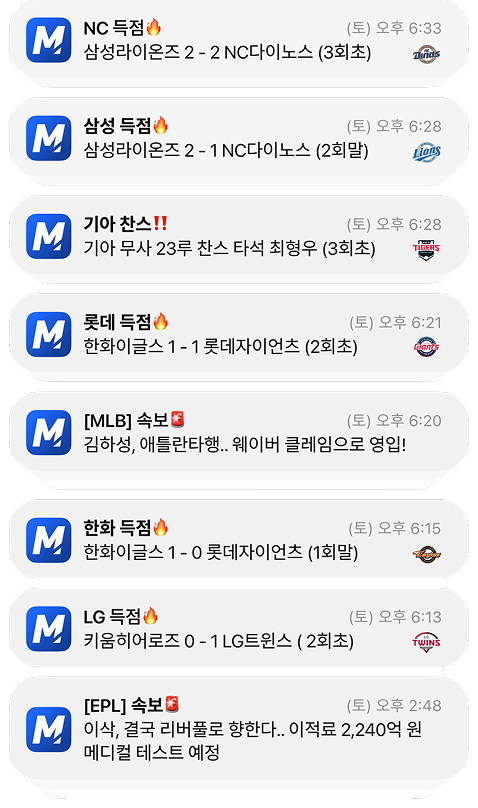 NC 득점🔥 (토) 오후 6:33
삼성라이온즈 2 - 2 NC다이노스 (3회초)
삼성 득점🔥 (토) 오후 6:28
삼성라이온즈 2 - 1 NC다이노스 (2회말)
기아 찬스‼️ (토) 오후 6:28
기아 무사 23루 찬스 타석 최형우 (3회초)
롯데 득점🔥 (토) 오후 6:21
한화이글스 1 - 1 롯데자이언츠 (2회초)
[MLB] 속보🚨 (토) 오후 6:20
김하성, 애틀란타행.. 웨이버 클레임으로 영입!
한화 득점🔥 (토) 오후 6:15
한화이글스 1 - 0 롯데자이언츠 (1회말)
LG 득점🔥 (토) 오후 6:13
키움히어로즈 0 - 1 LG트윈스 ( 2회초)
[EPL] 속보🚨 (토) 오후 2:48
이삭, 결국 리버풀로 향한다.. 이적료 2,240억 원
메디컬 테스트 예정